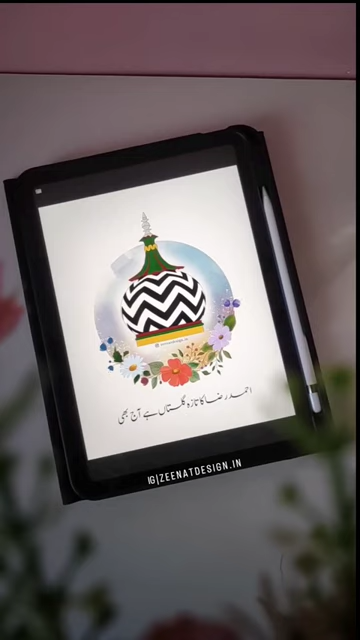 احمد رضا کا تازہ گلستاں ہے آج بھی
IG|ZEENATDESIGN.IN